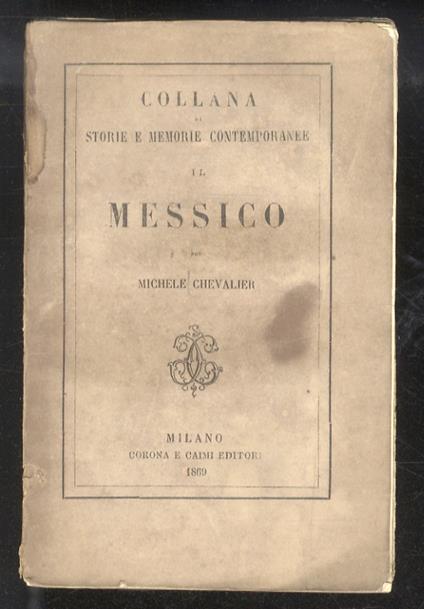 COLLANA
DI
STORIE E MEMORIE CONTEMPORANEE
IL
MESSICO
PER
MICHELE CHEVALIER
MILANO
CORONA E CAIMI EDITORI
1869